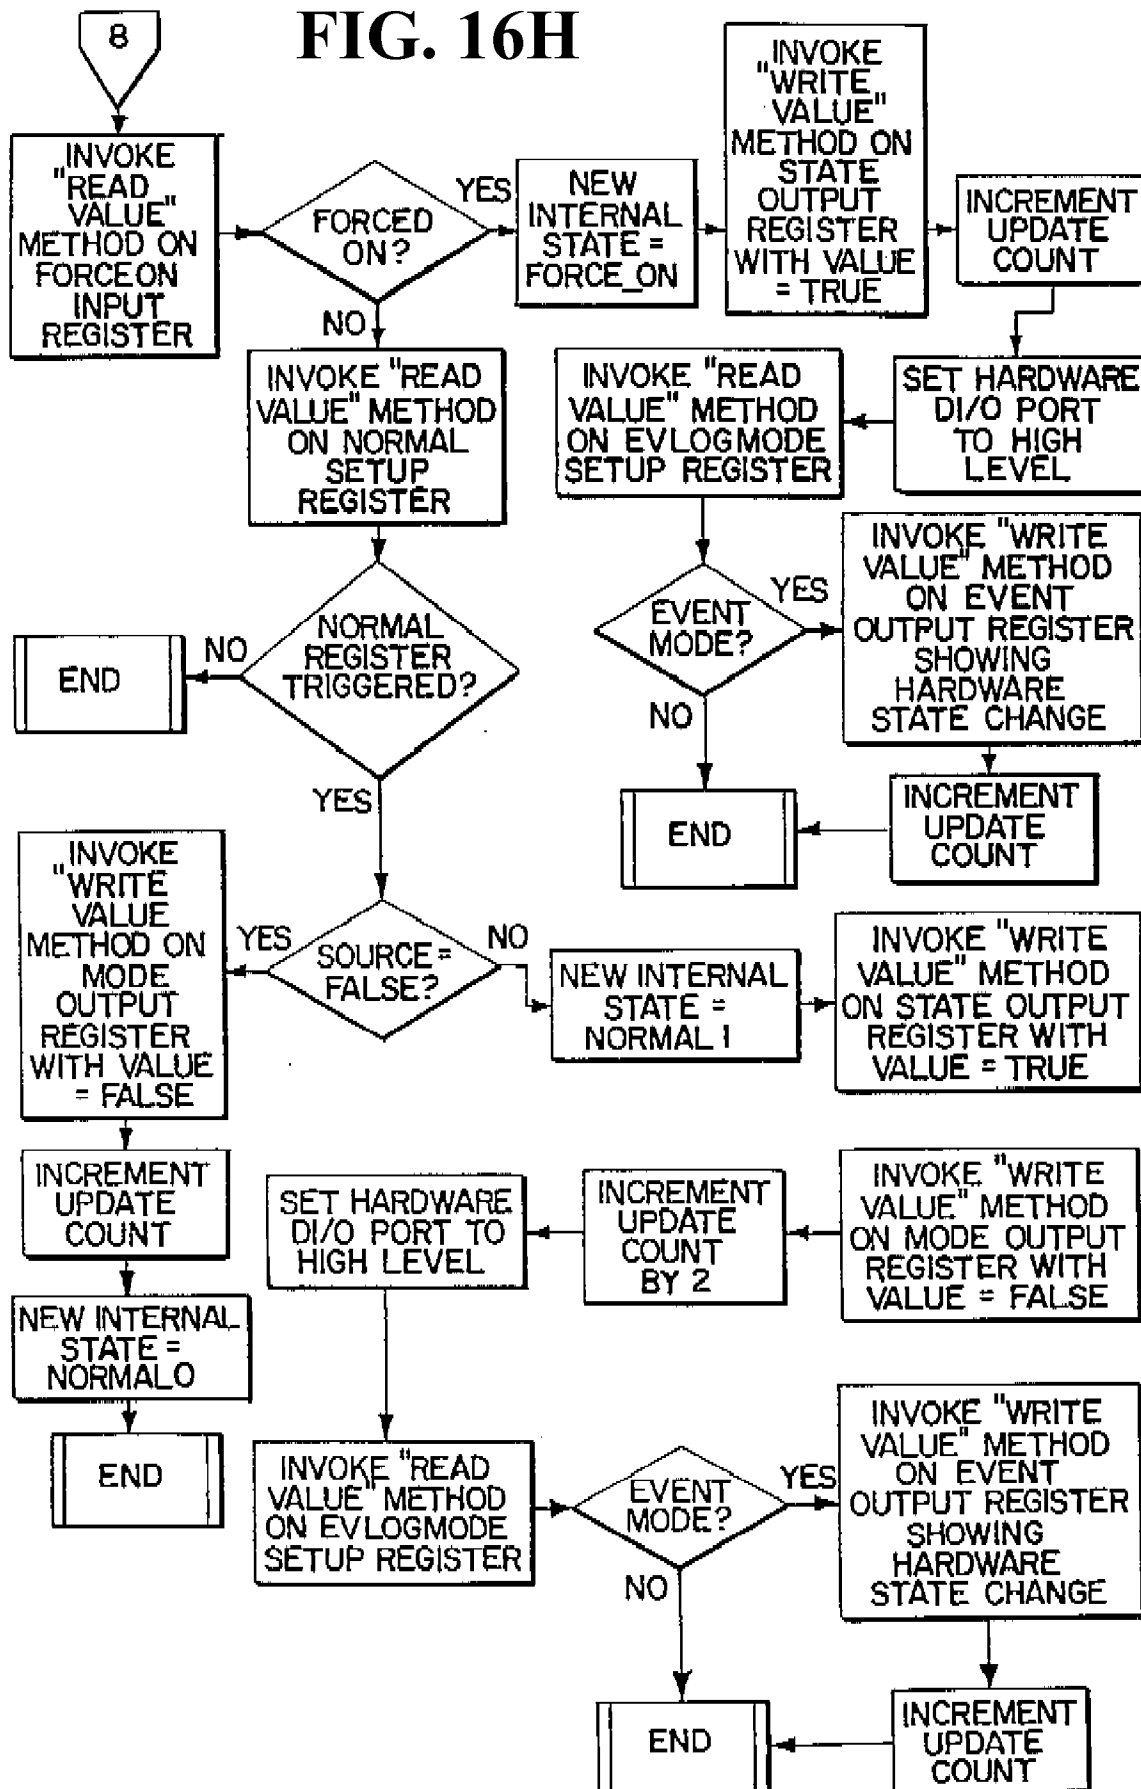 8
FIG. 16H
INVOKE
"READ
VALUE"
METHOD ON
FORCEON
INPUT
REGISTER
FORCED
ON?
YES
NO
NEW
INTERNAL
STATE =
FORCE_ON
INVOKE
"WRITE
VALUE"
METHOD ON
STATE
OUTPUT
REGISTER
WITH VALUE
= TRUE
INCREMENT
UPDATE
COUNT
SET HARDWARE
DI/O PORT
TO HIGH
LEVEL
INVOKE "READ
VALUE" METHOD
ON EVLOGMODE
SETUP REGISTER
INVOKE "READ
VALUE" METHOD
ON NORMAL
SETUP
REGISTER
EVENT
MODE?
YES
NO
INVOKE "WRITE
VALUE" METHOD
ON EVENT
OUTPUT REGISTER
SHOWING
HARDWARE
STATE CHANGE
NORMAL
REGISTER
TRIGGERED?
NO
END
YES
END
INCREMENT
UPDATE
COUNT
INVOKE
"WRITE
VALUE
METHOD ON
MODE
OUTPUT
REGISTER
WITH VALUE
= FALSE
YES
SOURCE =
FALSE?
NO
NEW INTERNAL
STATE =
NORMAL 1
INVOKE "WRITE
VALUE" METHOD
ON STATE OUTPUT
REGISTER WITH
VALUE = TRUE
INCREMENT
UPDATE
COUNT
SET HARDWARE
DI/O PORT TO
HIGH LEVEL
INCREMENT
UPDATE
COUNT
BY 2
INVOKE "WRITE
VALUE" METHOD
ON MODE OUTPUT
REGISTER WITH
VALUE = FALSE
NEW INTERNAL
STATE =
NORMAL0
END
INVOKE "READ
VALUE" METHOD
ON EVLOGMODE
SETUP REGISTER
EVENT
MODE?
YES
NO
INVOKE "WRITE
VALUE" METHOD
ON EVENT
OUTPUT REGISTER
SHOWING
HARDWARE
STATE CHANGE
END
INCREMENT
UPDATE
COUNT